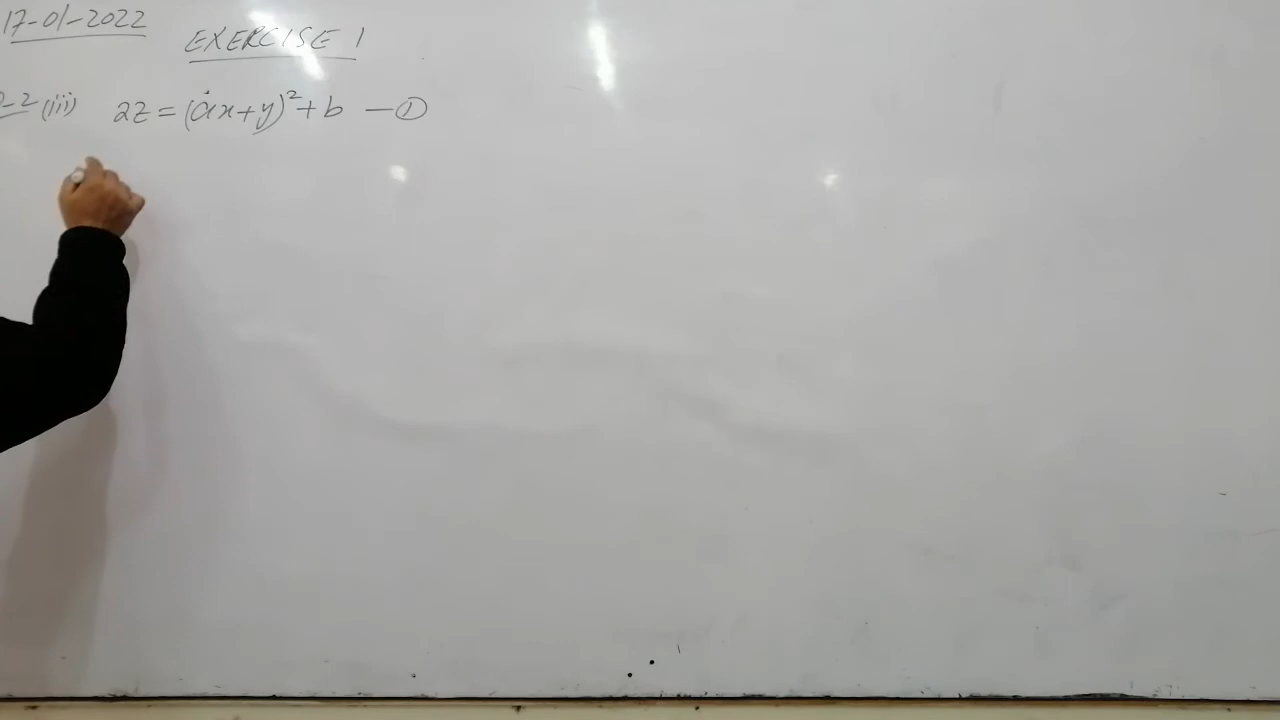 17-01-2022
EXERCISE 1
-2 (iii) 2z = (ax+y)²+ b — ①